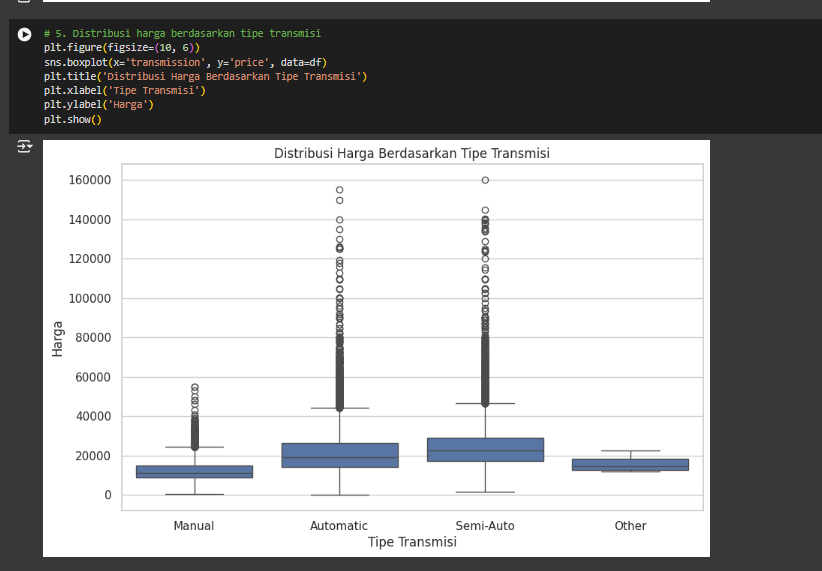 # 5. Distribusi harga berdasarkan tipe transmisi
plt.figure(figsize=(10, 6))
sns.boxplot(x='transmission', y='price', data=df)
plt.title('Distribusi Harga Berdasarkan Tipe Transmisi')
plt.xlabel('Tipe Transmisi')
plt.ylabel('Harga')
plt.show()
Distribusi Harga Berdasarkan Tipe Transmisi
160000
140000
120000
100000
80000
60000
40000
20000
0
Harga
Manual Automatic Semi-Auto Other
Tipe Transmisi